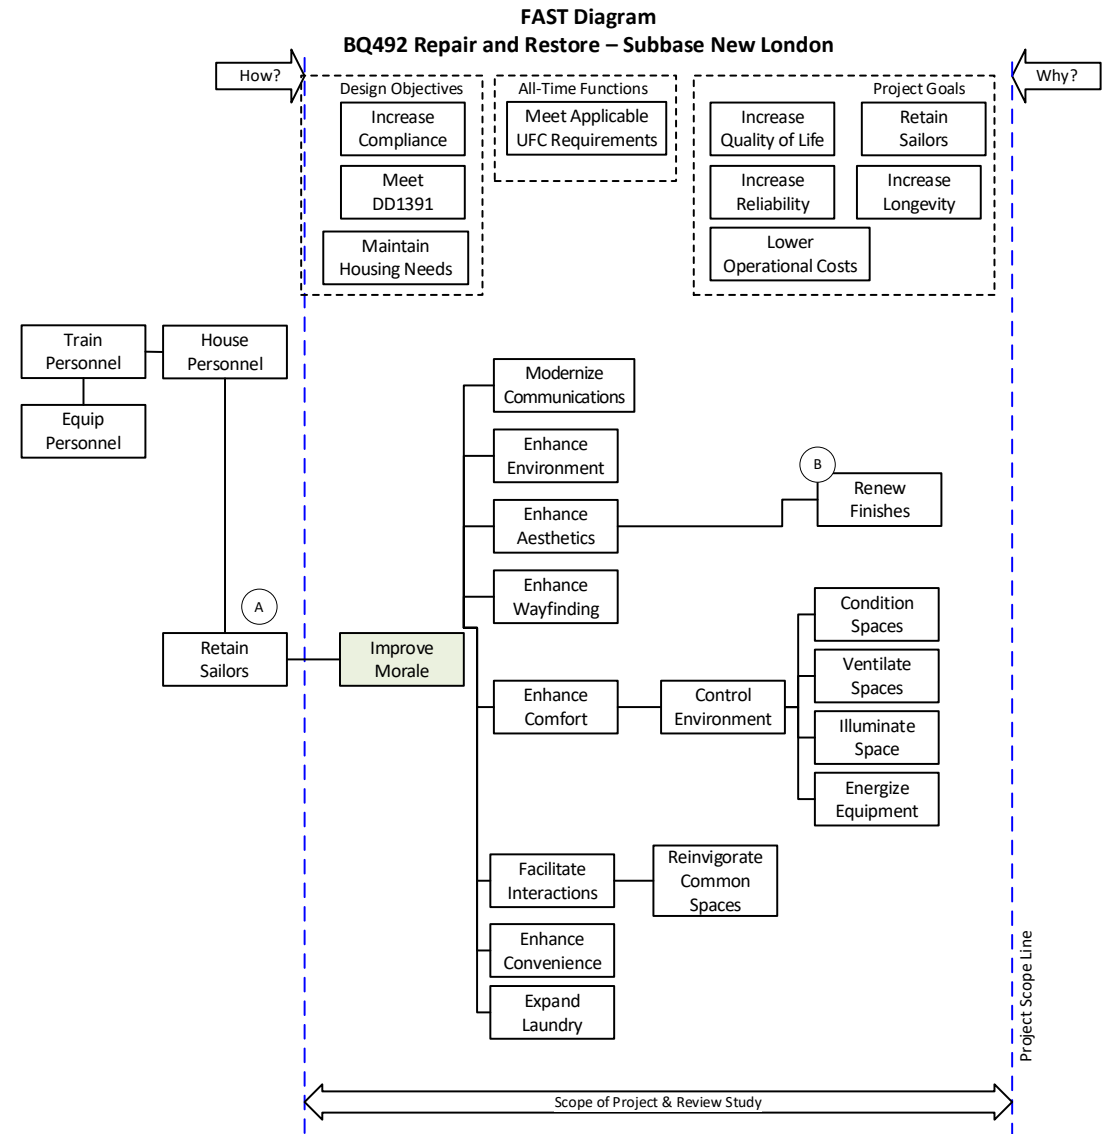 FAST Diagram
BQ492 Repair and Restore – Subbase New London
How?
Why?
Design Objectives
Increase
Compliance
Meet
DD1391
Maintain
Housing Needs
All-Time Functions
Meet Applicable
UFC Requirements
Project Goals
Increase
Quality of Life
Retain
Sailors
Increase
Reliability
Increase
Longevity
Lower
Operational Costs
Train
Personnel
House
Personnel
Equip
Personnel
A
Retain
Sailors
Improve
Morale
Modernize
Communications
Enhance
Environment
Enhance
Aesthetics
B
Renew
Finishes
Enhance
Wayfinding
Enhance
Comfort
Control
Environment
Condition
Spaces
Ventilate
Spaces
Illuminate
Space
Energize
Equipment
Facilitate
Interactions
Reinvigorate
Common
Spaces
Enhance
Convenience
Expand
Laundry
Project Scope Line
Scope of Project & Review Study